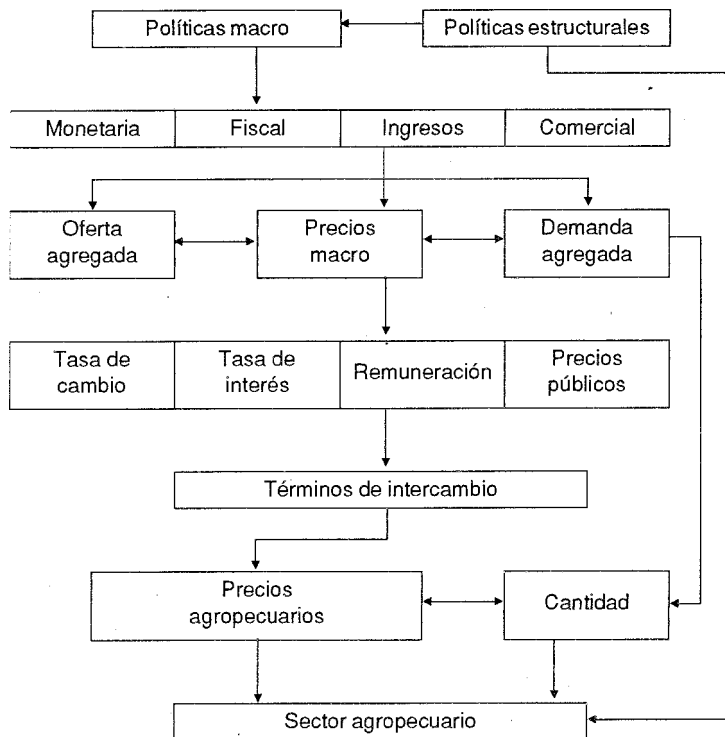 Políticas macro
Políticas estructurales
Monetaria
Fiscal
Ingresos
Comercial
Oferta
agregada
Precios
macro
Demanda
agregada
Tasa de
cambio
Tasa de
interés
Remuneración
Precios
públicos
Términos de intercambio
Precios
agropecuarios
Cantidad
Sector agropecuario